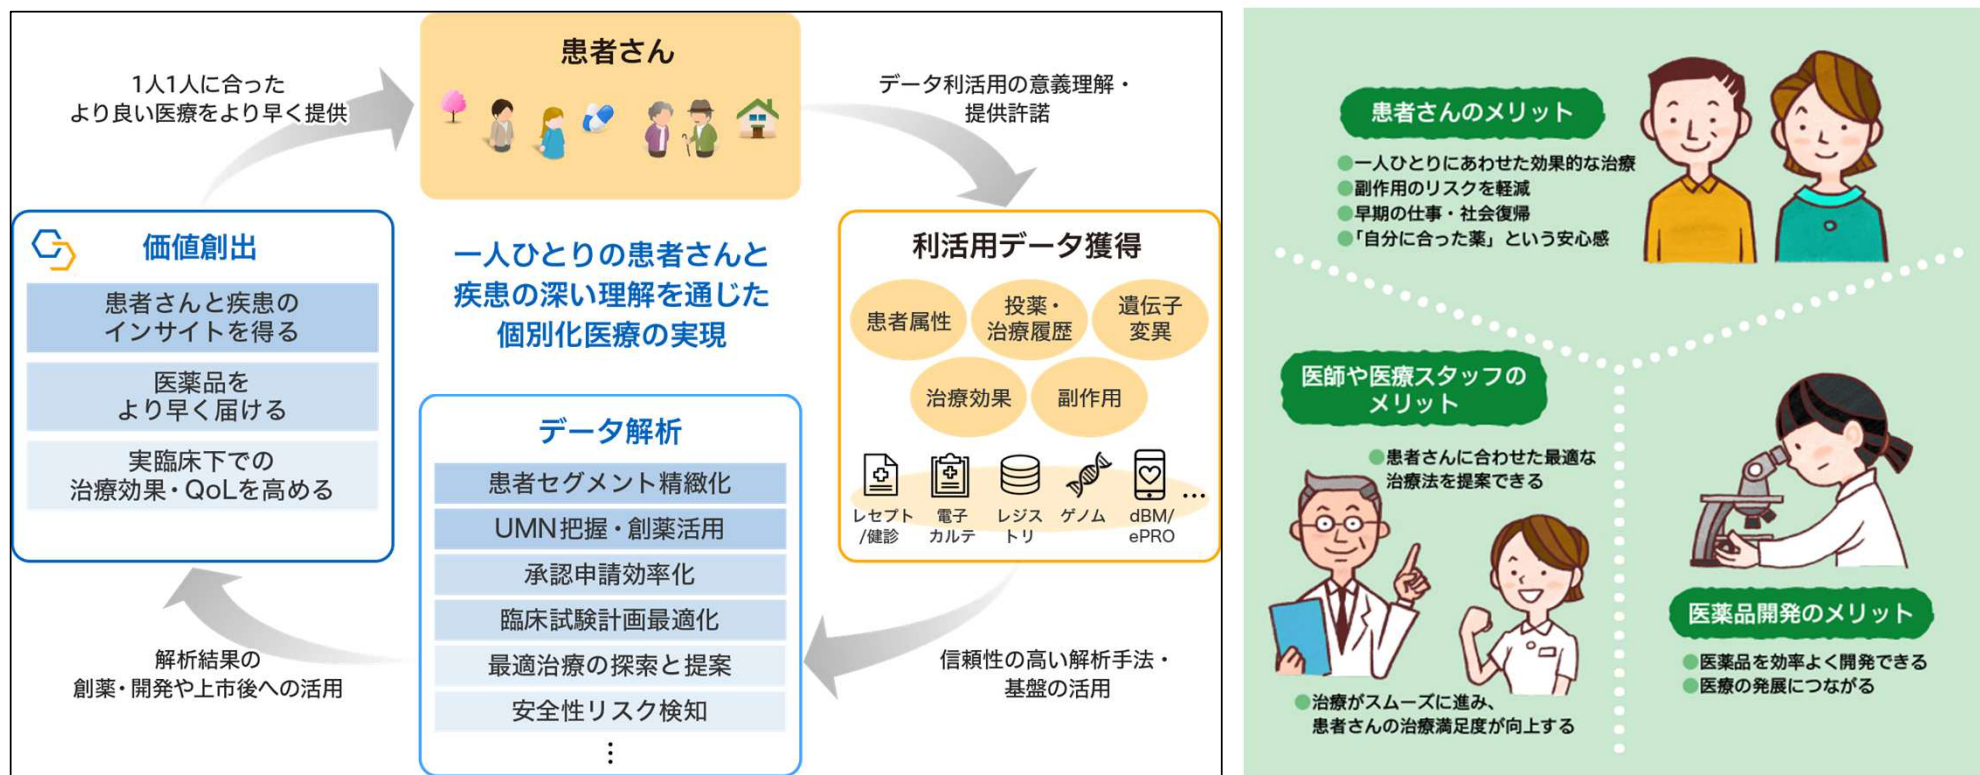 患者さん
1人1人に合った
より良い医療をより早く提供
データ利活用の意義理解・
提供許諾
価値創出
患者さんと疾患の
インサイトを得る
医薬品を
より早く届ける
実臨床下での
治療効果・QoLを高める
一人ひとりの患者さんと
疾患の深い理解を通じた
個別化医療の実現
利活用データ獲得
患者属性
投薬・
治療履歴
遺伝子
変異
治療効果
副作用
レセプト
/健診
電子
カルテ
レジス
トリ
ゲノム
dBM/
ePRO
…
データ解析
患者セグメント精緻化
UMN把握・創薬活用
承認申請効率化
臨床試験計画最適化
最適治療の探索と提案
安全性リスク検知
⋮
解析結果の
創薬・開発や上市後への活用
信頼性の高い解析手法・
基盤の活用
患者さんのメリット
●一人ひとりにあわせた効果的な治療
●副作用のリスクを軽減
●早期の仕事・社会復帰
●「自分に合った薬」という安心感
医師や医療スタッフの
メリット
●患者さんに合わせた最適な
治療法を提案できる
●治療がスムーズに進み、
患者さんの治療満足度が向上する
医薬品開発のメリット
●医薬品を効率よく開発できる
●医療の発展につながる